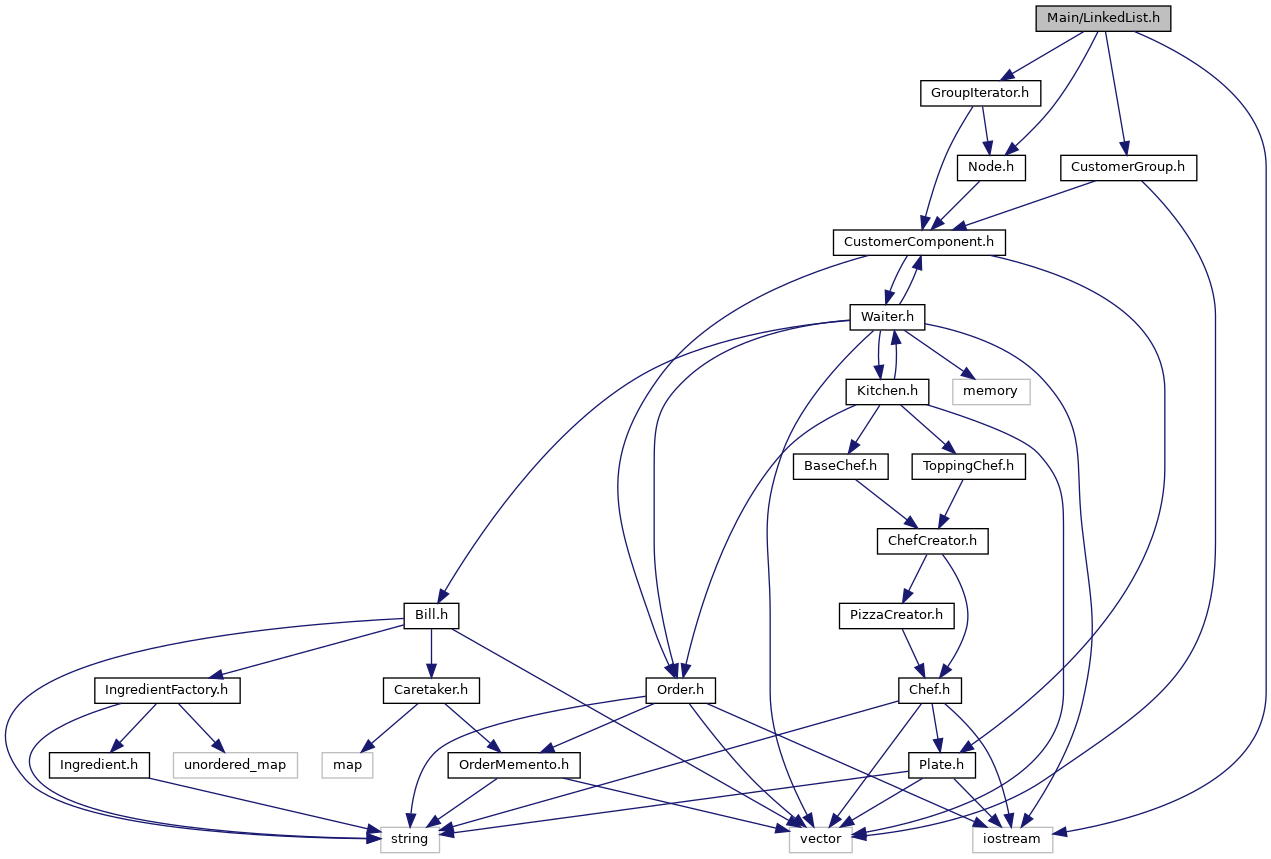 Main/LinkedList.h
GroupIterator.h
Node.h
CustomerGroup.h
CustomerComponent.h
Waiter.h
Kitchen.h
memory
BaseChef.h
ToppingChef.h
ChefCreator.h
Bill.h
PizzaCreator.h
IngredientFactory.h
Caretaker.h
Order.h
Chef.h
Ingredient.h
unordered_map
map
OrderMemento.h
Plate.h
string
vector
iostream